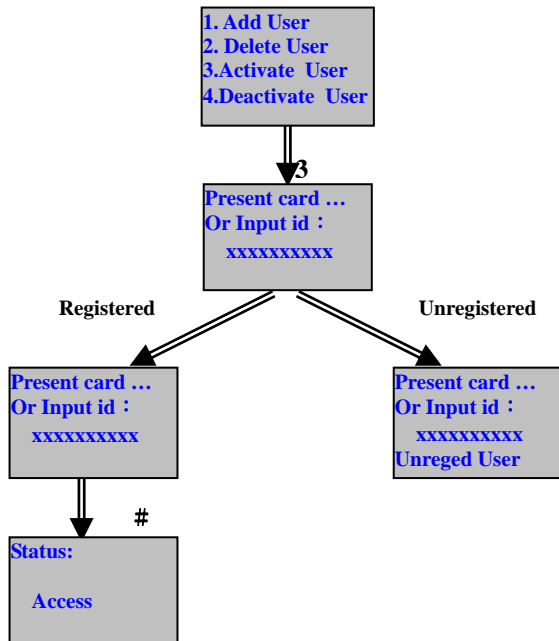 1. Add User
2. Delete User
3.Activate User
4.Deactivate User
3
Present card …
Or Input id：
xxxxxxxxxx
Registered
Unregistered
Present card …
Or Input id：
xxxxxxxxxx
Present card …
Or Input id：
xxxxxxxxxx
Unreged User
#
Status:
Access